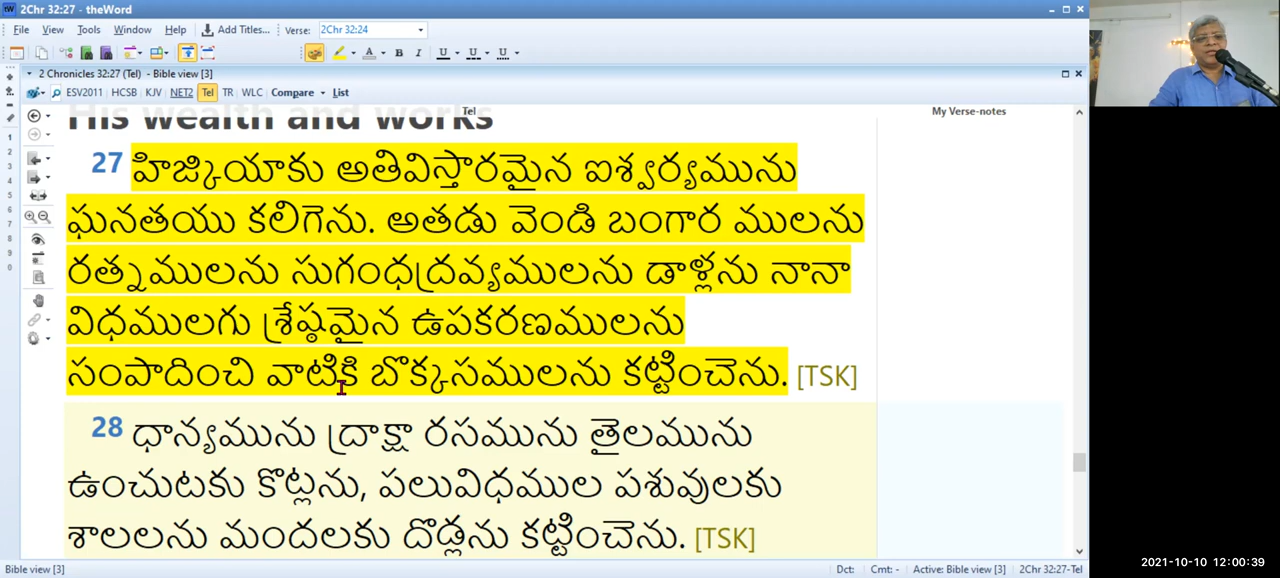 2Chr 32:27 - theWord
File View Tools Window Help Add Titles... Verse: 2Chr 32:24
A B I U U U
2 Chronicles 32:27 (Tel) - Bible view [3]
ESV2011 HCSB KJV NET2 Tel TR WLC Compare List
Tel My Verse-notes
His wealth and works
27 హిజ్కియాకు అతివిస్తారమైన ఐశ్వర్యమును
ఘనతయు కలిగెను. అతడు వెండి బంగార ములను
రత్నములను సుగంధద్రవ్యములను డాళ్లను నానా
విధములగు శ్రేష్ఠమైన ఉపకరణములను
సంపాదించి వాటికి బొక్కసములను కట్టించెను. [TSK]
28 ధాన్యమును ద్రాక్షా రసమును తైలమును
ఉంచుటకు కొట్లను, పలువిధముల పశువులకు
శాలలను మందలకు దొడ్లను కట్టించెను. [TSK]
Bible view [3] Dct: Cmt: - Active: Bible view [3] 2Chr 32:27-Tel
2021-10-10 12:00:39